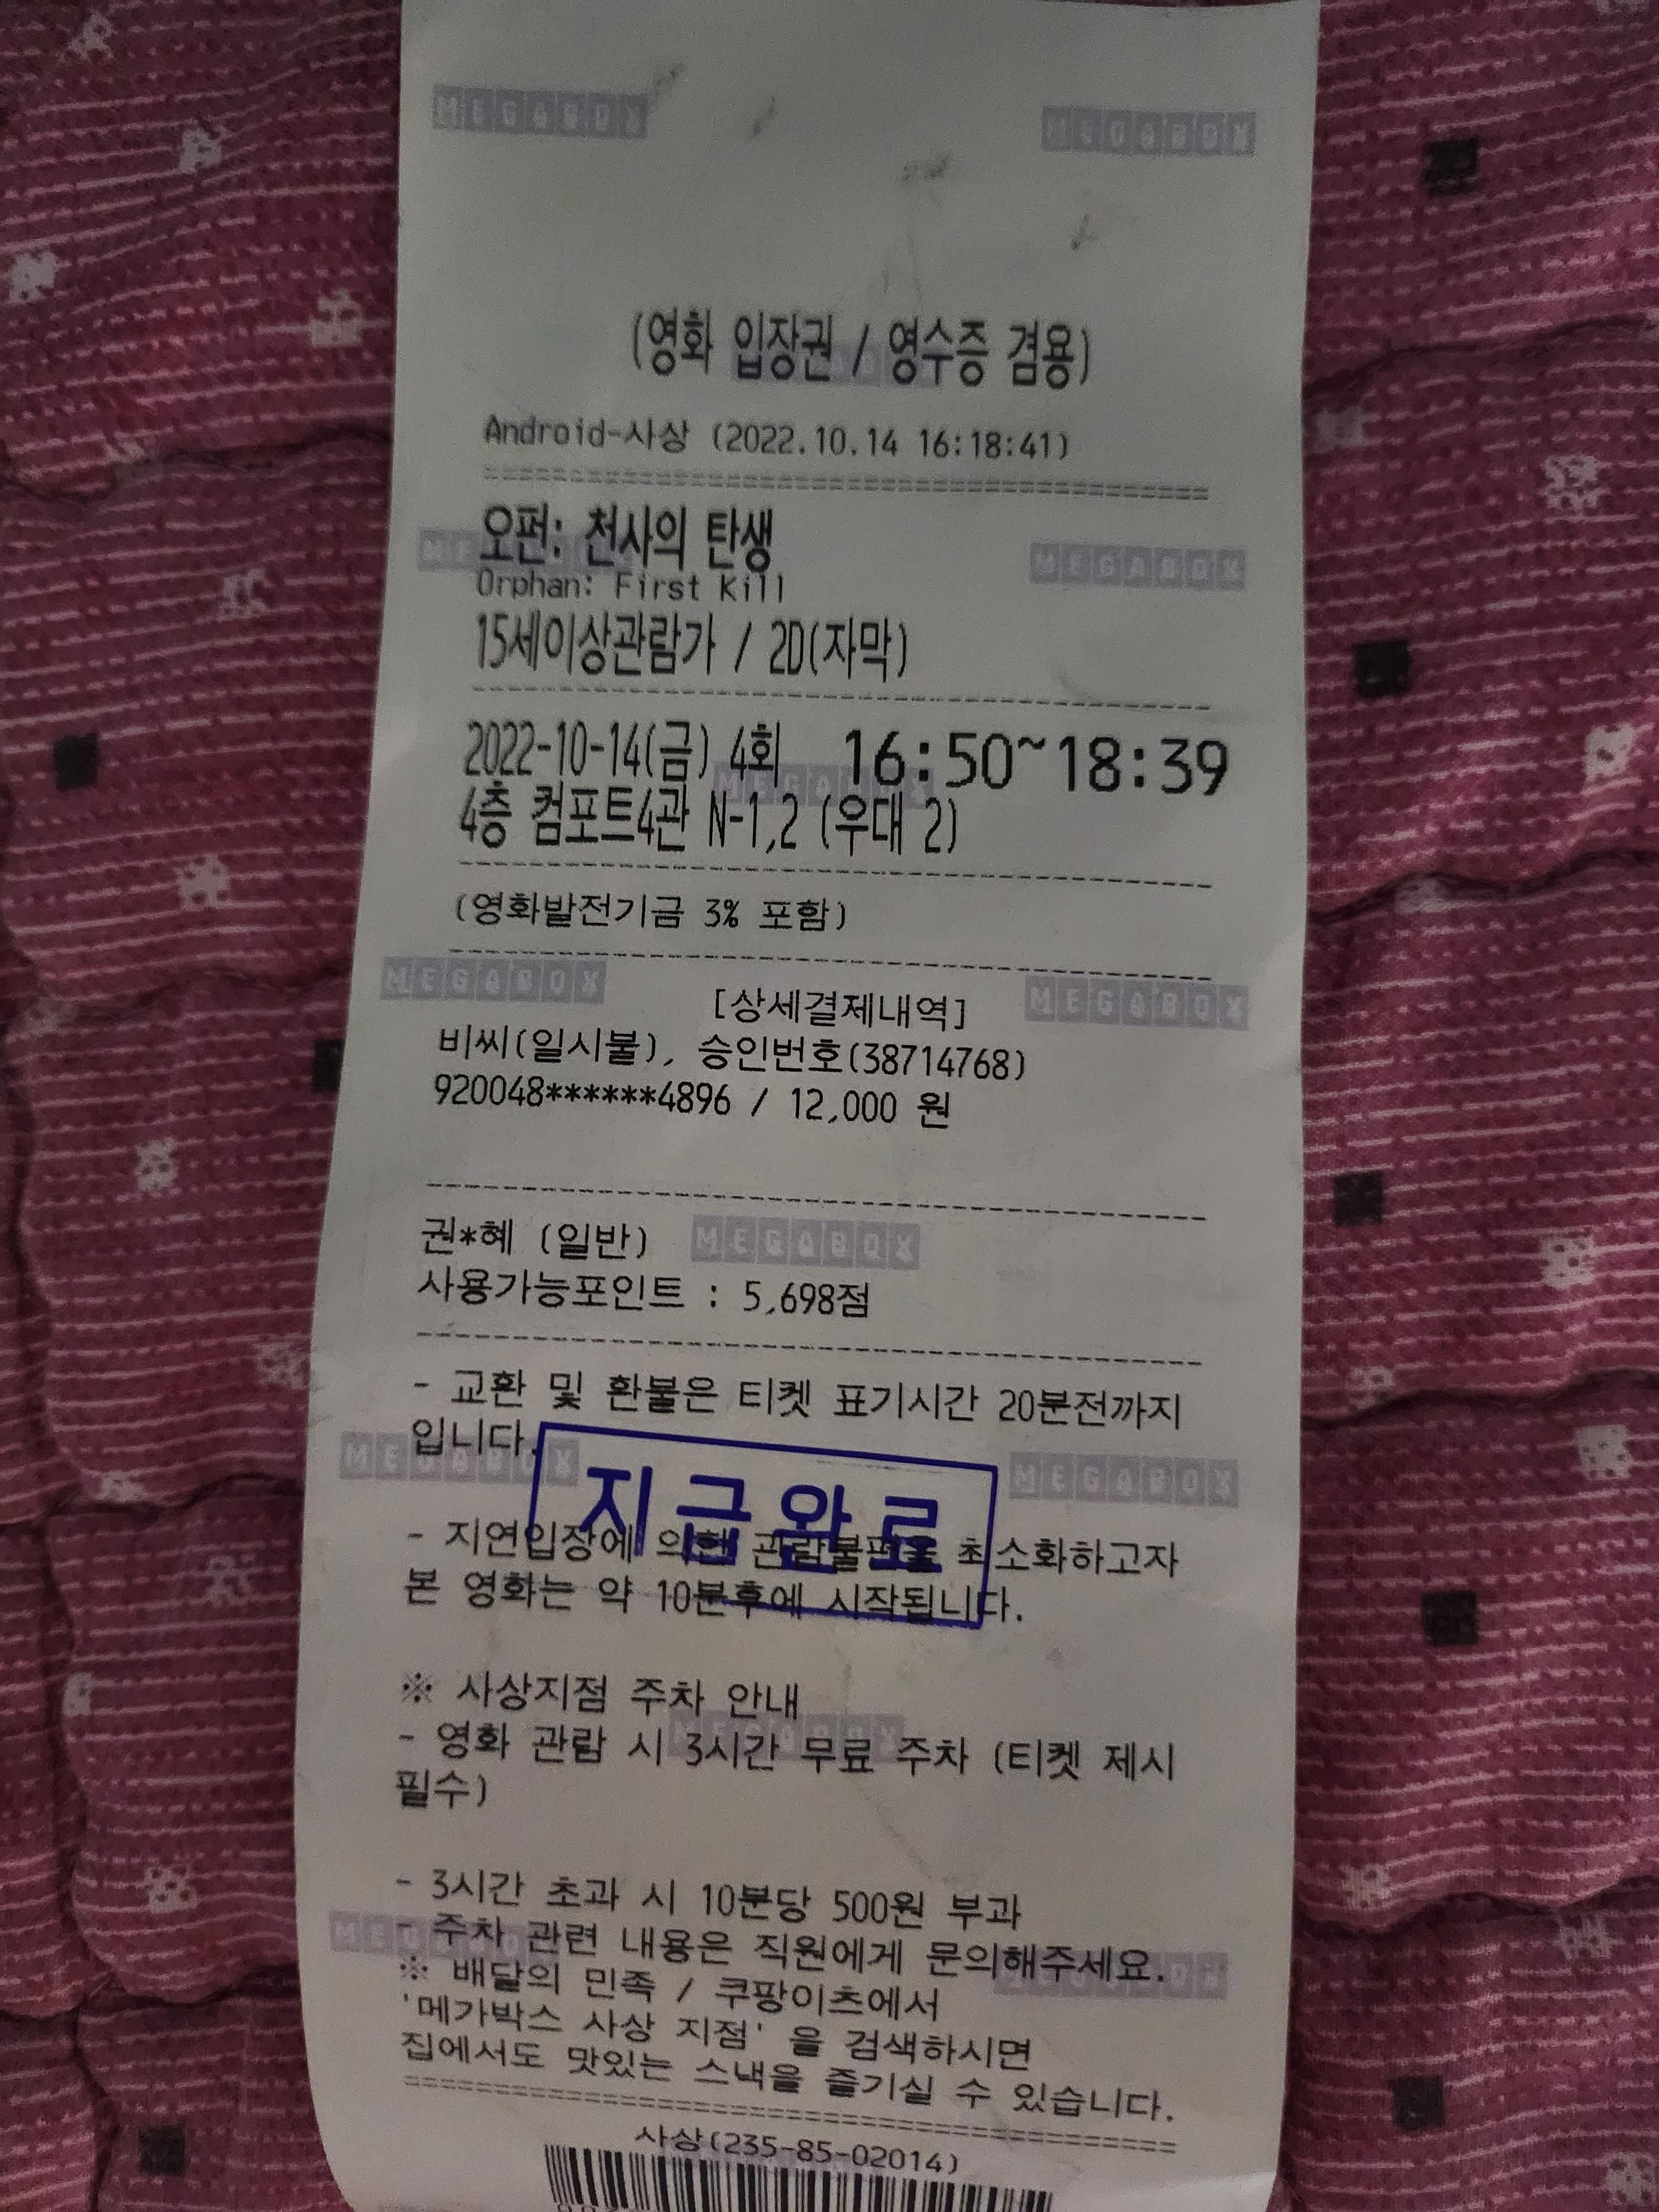 MEGABOX MEGABOX
(영화 입장권 / 영수증 겸용)
Android-사상 (2022.10.14 16:18:41)
오펀: 천사의 탄생
MEGABOX
Orphan: First Kill
15세이상관람가 / 2D(자막)
2022-10-14(금) 4회 16:50~18:39
4층 컴포트4관 N-1,2 (우대 2)
(영화발전기금 3% 포함)
MEGABOX MEGABOX
[상세결제내역]
비씨(일시불), 승인번호(38714768)
920048******4896 / 12,000 원
권*혜 (일반) MEGABOX
사용가능포인트 : 5,698점
- 교환 및 환불은 티켓 표기시간 20분전까지
입니다.
MEGABOX MEGABOX
지급완료
- 지연입장에 의한 관람불편을 최소화하고자
본 영화는 약 10분후에 시작됩니다.
※ 사상지점 주차 안내
MEGABOX
- 영화 관람 시 3시간 무료 주차 (티켓 제시
필수)
- 3시간 초과 시 10분당 500원 부과
- 주차 관련 내용은 직원에게 문의해주세요.
※ 배달의 민족 / 쿠팡이츠에서
'메가박스 사상 지점' 을 검색하시면
집에서도 맛있는 스낵을 즐기실 수 있습니다.
사상(235-85-02014)